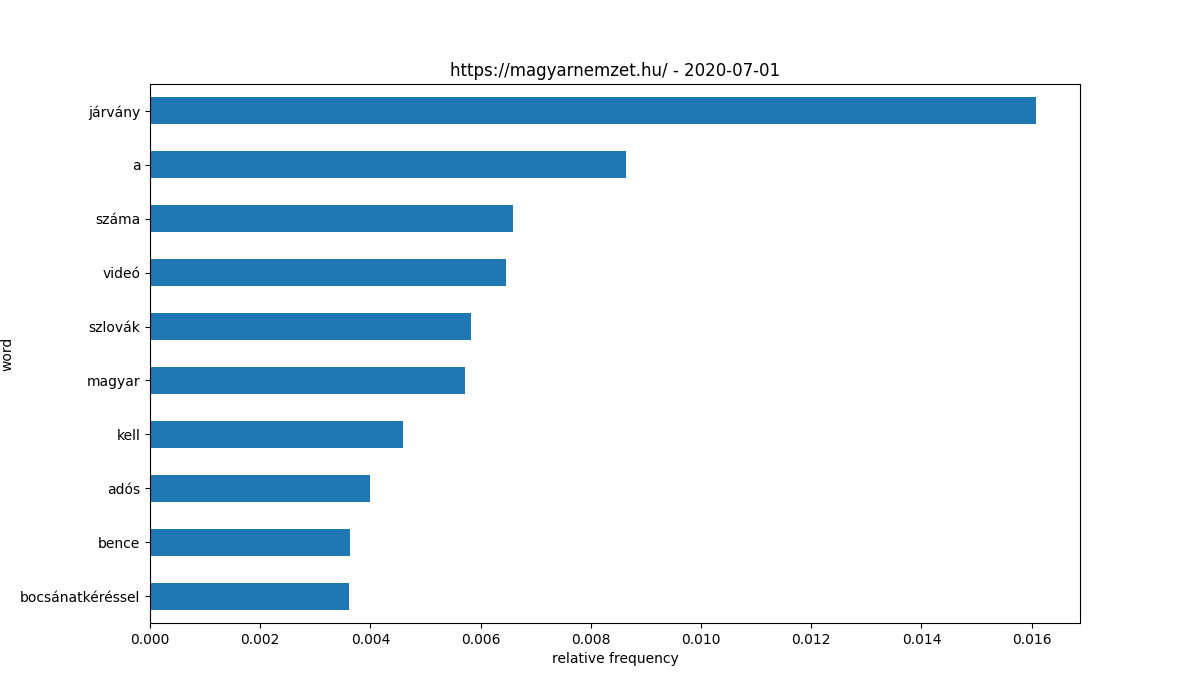 https://magyarnemzet.hu/ - 2020-07-01
járvány
a
száma
videó
szlovák
magyar
kell
adós
bence
bocsánatkéréssel
word
0.000 0.002 0.004 0.006 0.008 0.010 0.012 0.014 0.016
relative frequency